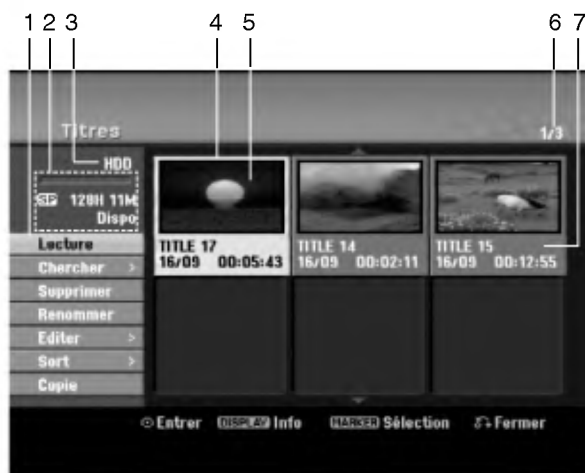 1 2 3 4 5 6 7
Titres
1/3
HDD
SP 128H 11M
Dispo
Lecture
Chercher >
Supprimer
Renommer
Editer >
Sort >
Copie
TITLE 17
16/09 00:05:43
TITLE 14
16/09 00:02:11
TITLE 15
16/09 00:12:55
Entrer DISPLAY Info MARKER Sélection Fermer